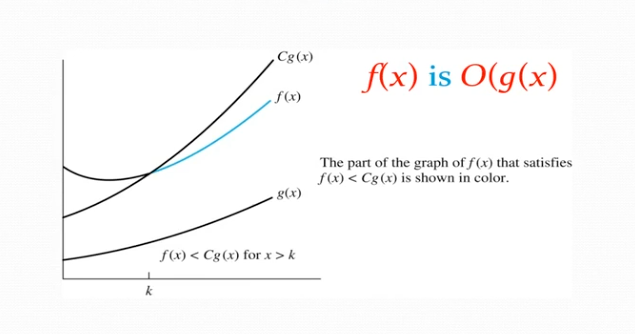 Cg(x)
f(x) is O(g(x)
f(x)
The part of the graph of f(x) that satisfies
f(x) < Cg(x) is shown in color.
g(x)
f(x) < Cg(x) for x > k
k